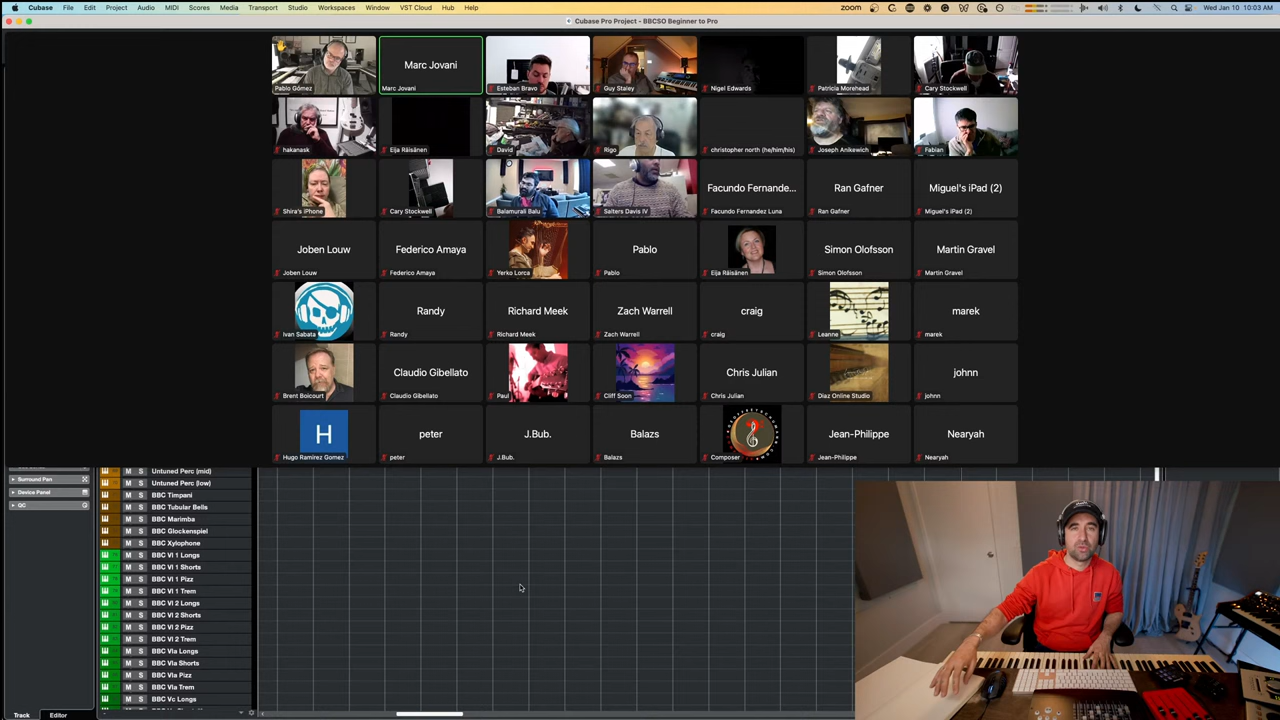 Cubase File Edit Project Audio MIDI Scores Media Transport Studio Workspaces Window VST Cloud Hub Help
zoom Wed Jan 10 10:03 AM
Cubase Pro Project - BBCSO Beginner to Pro
Pablo Gómez
Marc Jovani
Marc Jovani
Esteban Bravo
Guy Staley
Nigel Edwards
Patricia Morehead
Cary Stockwell
hakanask
Eija Räisänen
David
Rigo
christopher north (he/him/his)
Joseph Anikewich
Fabian
Shira's iPhone
Cary Stockwell
Balamurali Balu
Salters Davis IV
Facundo Fernande...
Facundo Fernandez Luna
Ran Gafner
Ran Gafner
Miguel's iPad (2)
Miguel's iPad (2)
Joben Louw
Joben Louw
Federico Amaya
Federico Amaya
Yerko Lorca
Pablo
Pablo
Eija Räisänen
Simon Olofsson
Simon Olofsson
Martin Gravel
Martin Gravel
Ivan Sabata
Randy
Randy
Richard Meek
Richard Meek
Zach Warrell
Zach Warrell
craig
craig
Leanne
marek
marek
Brent Boicourt
Claudio Gibellato
Claudio Gibellato
Paul
Cliff Soon
Chris Julian
Chris Julian
Diaz Online Studio
johnn
johnn
H
Hugo Ramirez Gomez
peter
peter
J.Bub.
J.Bub.
Balazs
Balazs
Composer
Jean-Philippe
Jean-Philippe
Nearyah
Nearyah
Surround Pan
Device Panel
QC
M S Untuned Perc (mid)
M S Untuned Perc (low)
M S BBC Timpani
M S BBC Tubular Bells
M S BBC Marimba
M S BBC Glockenspiel
M S BBC Xylophone
M S BBC Vl 1 Longs
M S BBC Vl 1 Shorts
M S BBC Vl 1 Pizz
M S BBC Vl 1 Trem
M S BBC Vl 2 Longs
M S BBC Vl 2 Shorts
M S BBC Vl 2 Pizz
M S BBC Vl 2 Trem
M S BBC Vla Longs
M S BBC Vla Shorts
M S BBC Vla Pizz
M S BBC Vla Trem
M S BBC Vc Longs
Track Editor